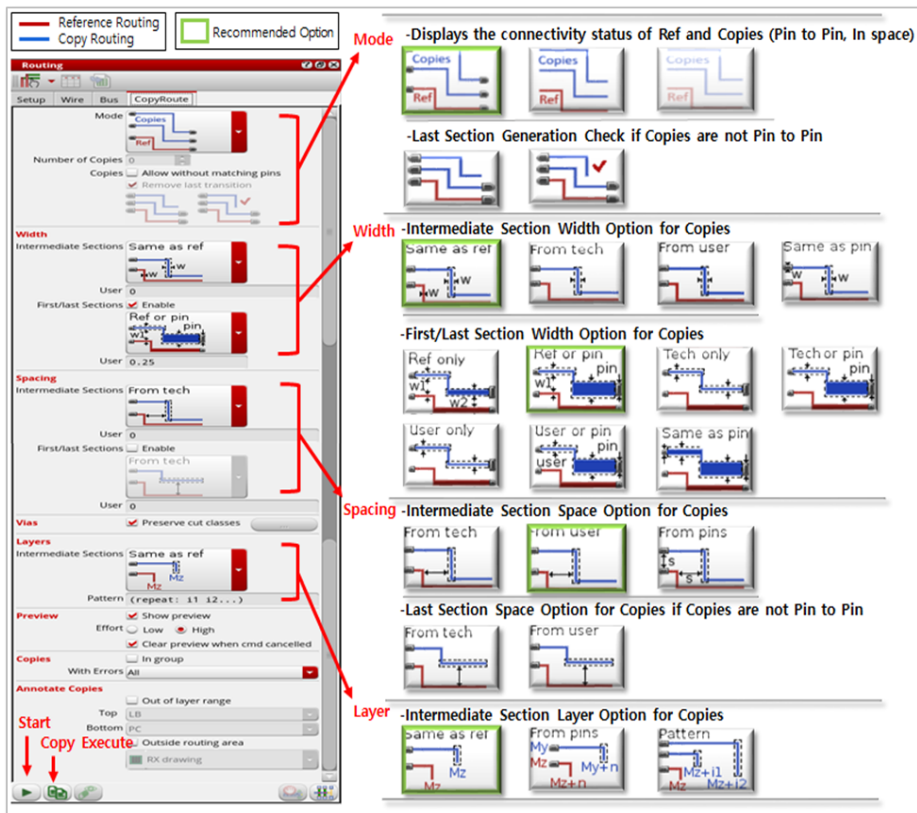 Reference Routing
Copy Routing
Recommended Option
Routing
Setup Wire Bus CopyRoute
Mode
Copies
Ref
Number of Copies 0
Copies Allow without matching pins
Remove last transition
Width
Intermediate Sections Same as ref
w
w
User 0
First/last Sections Enable
Ref or pin
w1 pin
User 0.25
Spacing
Intermediate Sections From tech
User 0
First/last Sections Enable
From tech
User 0
Vias Preserve cut classes ...
Layers
Intermediate Sections Same as ref
Mz
Mz
Pattern (repeat: i1 i2...)
Preview Show preview
Effort Low High
Clear preview when cmd cancelled
Copies In group
With Errors All
Annotate Copies
Out of layer range
Top LB
Bottom PC
Outside routing area
RX drawing
Start
Copy Execute
Mode
-Displays the connectivity status of Ref and Copies (Pin to Pin, In space)
Copies
Ref
Copies
Ref
Copies
Ref
-Last Section Generation Check if Copies are not Pin to Pin
Width
-Intermediate Section Width Option for Copies
Same as ref From tech From user Same as pin
w w
w w
-First/Last Section Width Option for Copies
Ref only Ref or pin Tech only Tech or pin
w1 w2 w1 pin pin
User only User or pin Same as pin
user pin
Spacing
-Intermediate Section Space Option for Copies
From tech From user From pins
s
s
-Last Section Space Option for Copies if Copies are not Pin to Pin
From tech From user
Layer
-Intermediate Section Layer Option for Copies
Same as ref From pins Pattern
Mz Mz
My Mz My+n Mz+n
Mz Mz+i1 Mz+i2